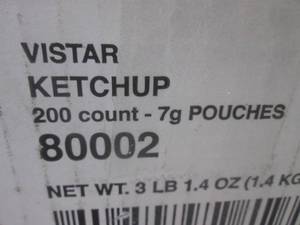 VISTAR
KETCHUP
200 count - 7g POUCHES
80002
NET WT. 3 LB 1.4 OZ (1.4 KG